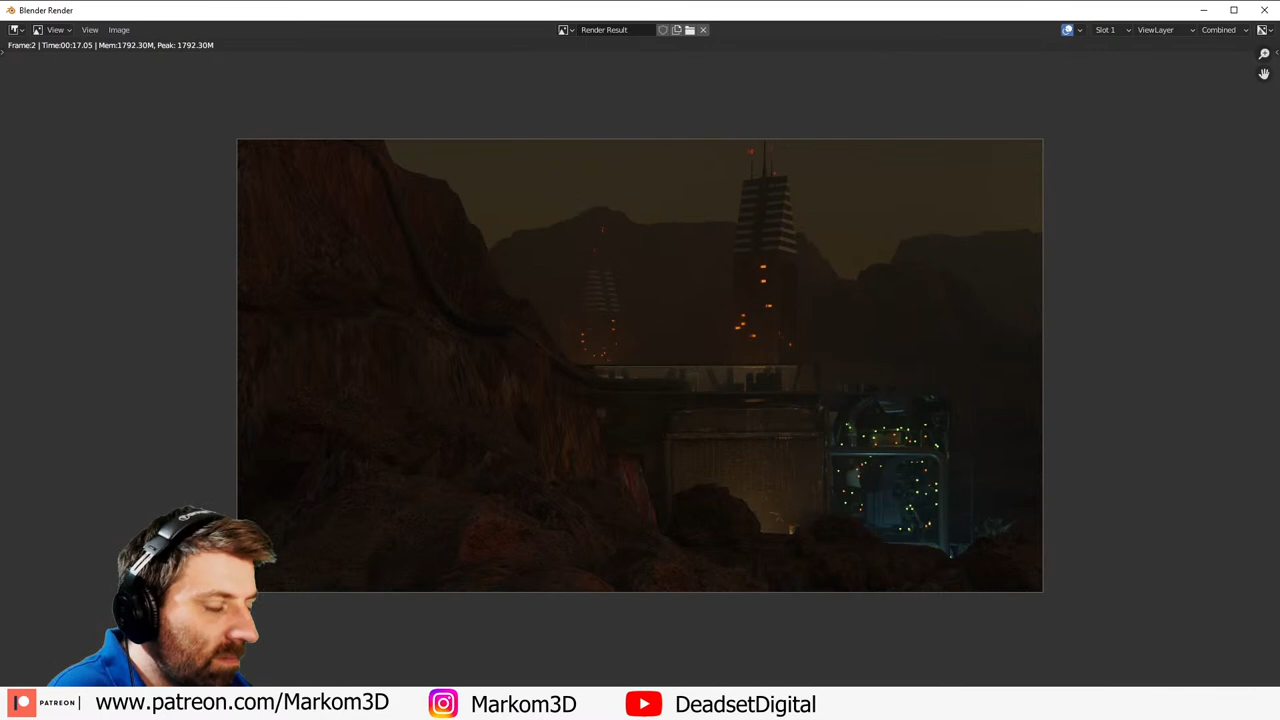 Blender Render
View
View
Image
Render Result
Slot 1
ViewLayer
Combined
Frame:2 | Time:00:17.05 | Mem:1792.30M, Peak: 1792.30M
PATREON
www.patreon.com/Markom3D
Markom3D
DeadsetDigital